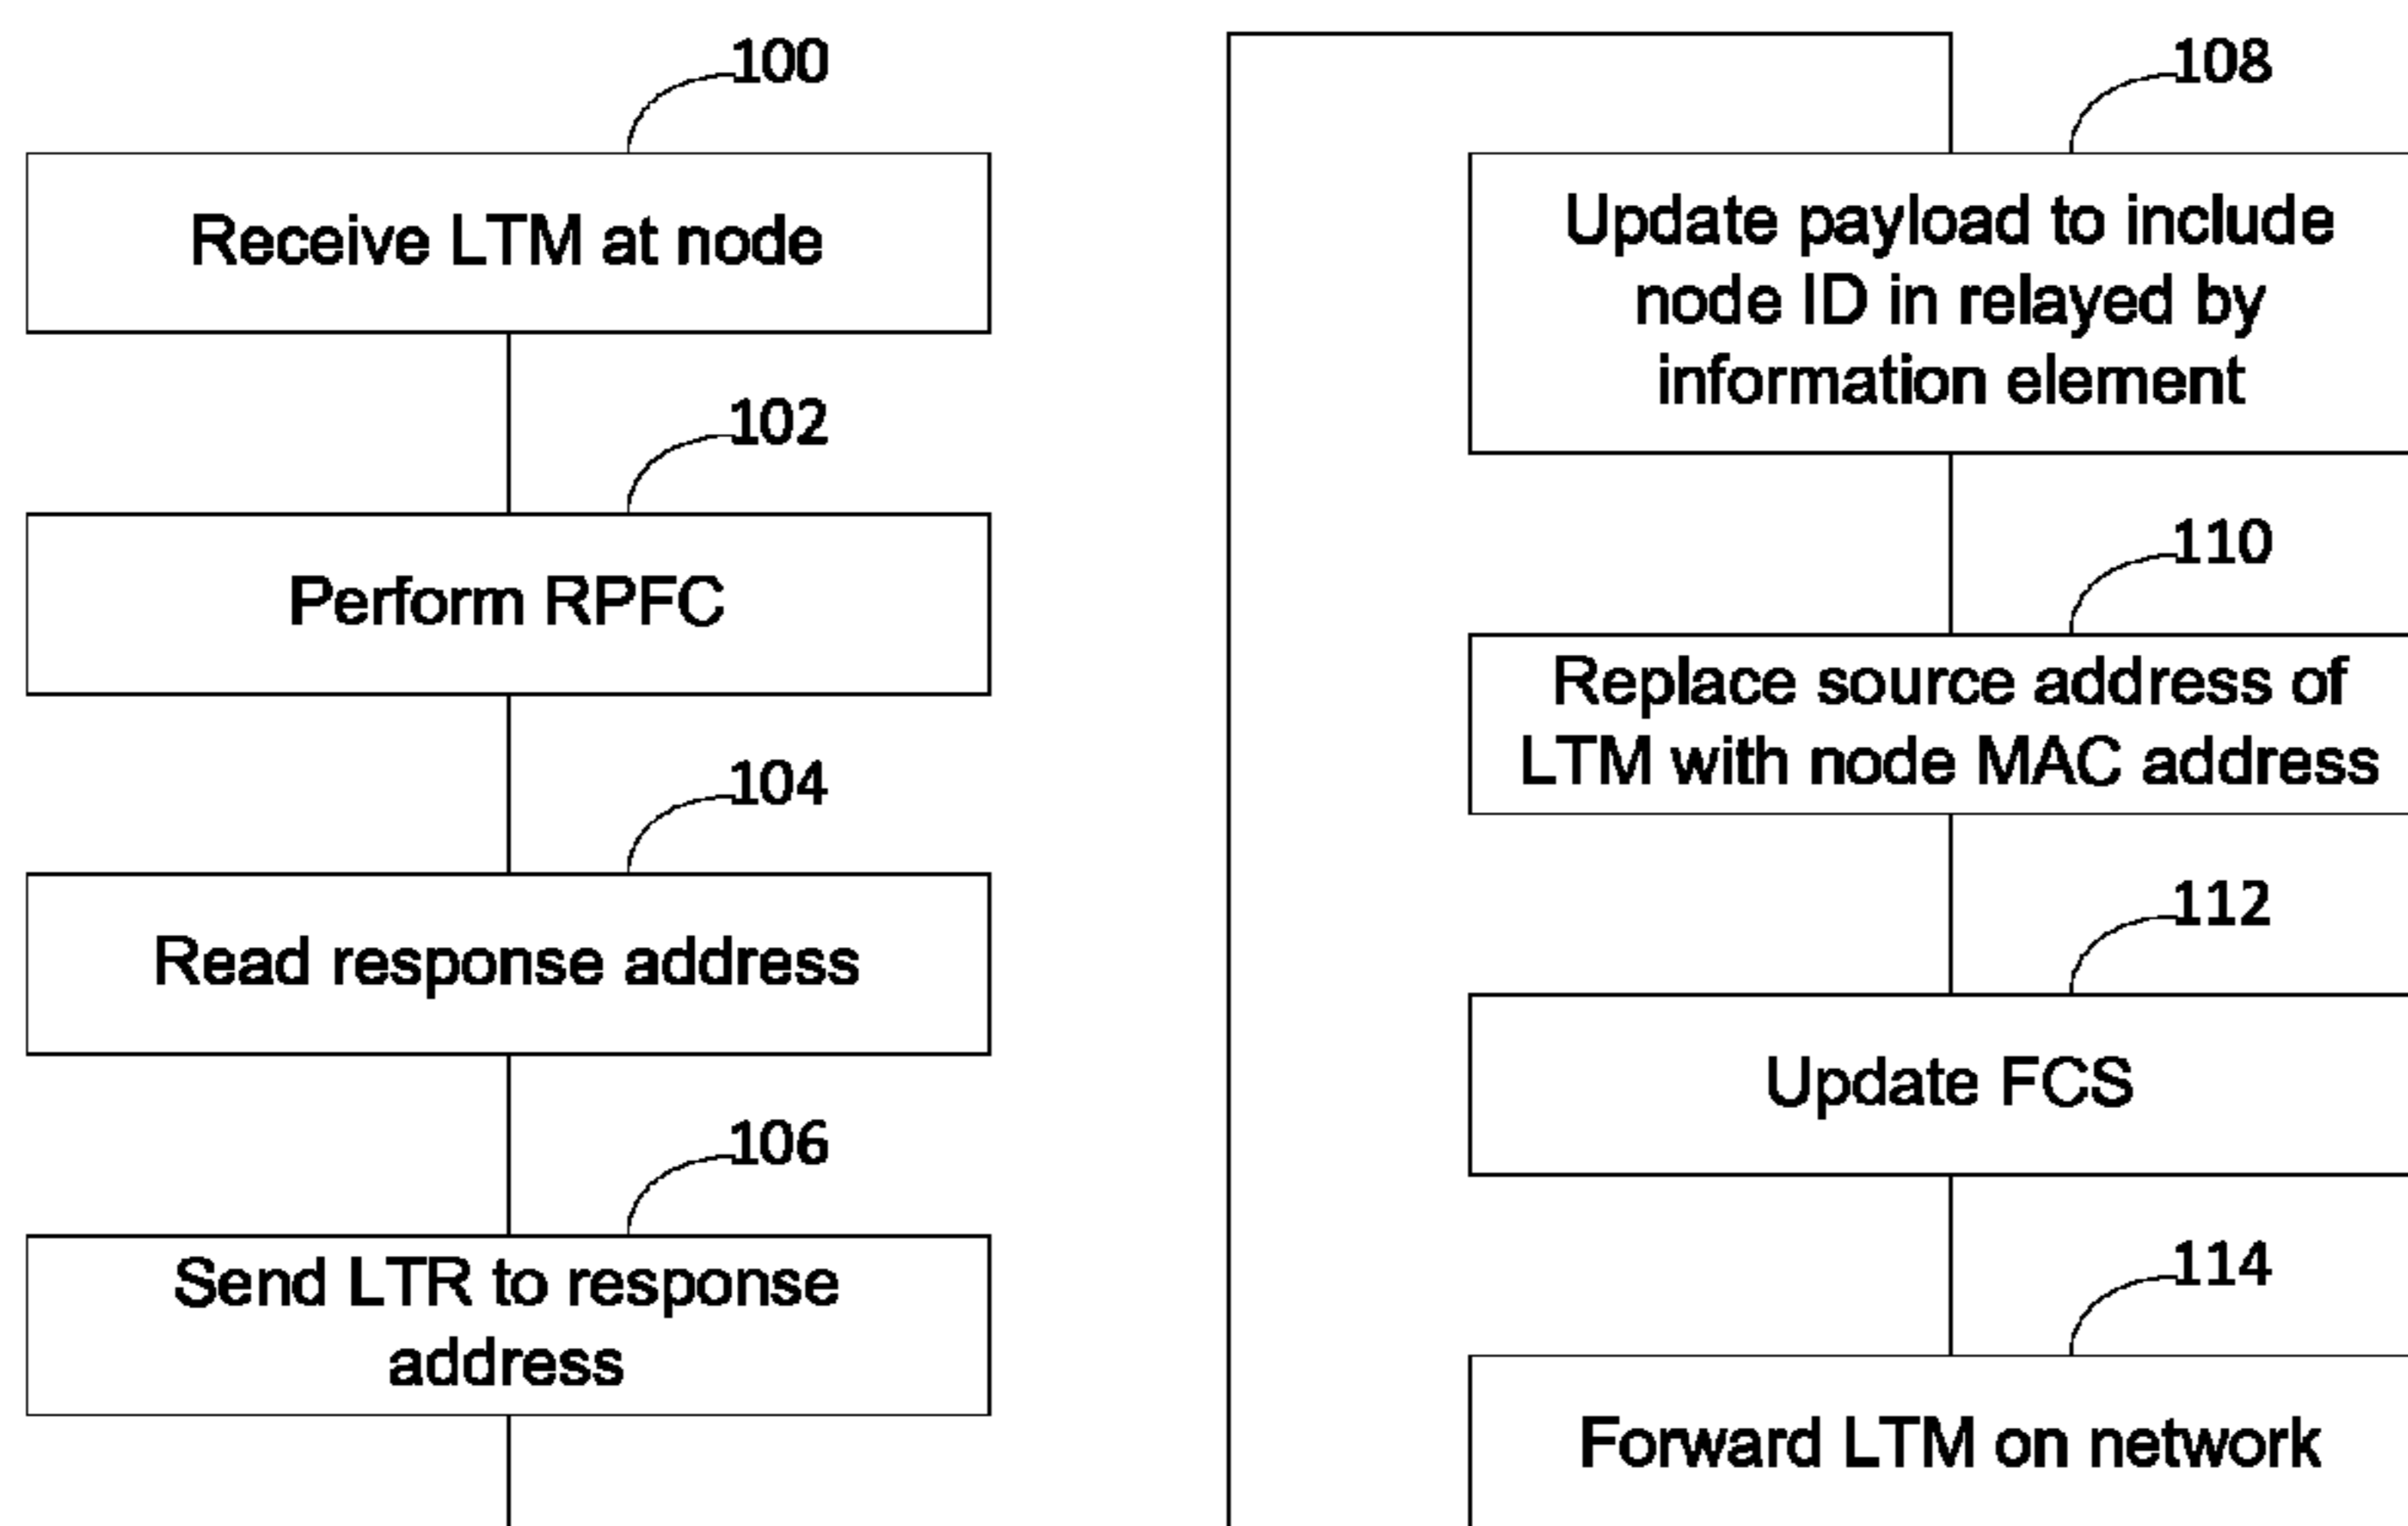 100
Receive LTM at node
102
Perform RPFC
104
Read response address
106
Send LTR to response
address
108
Update payload to include
node ID in relayed by
information element
110
Replace source address of
LTM with node MAC address
112
Update FCS
114
Forward LTM on network